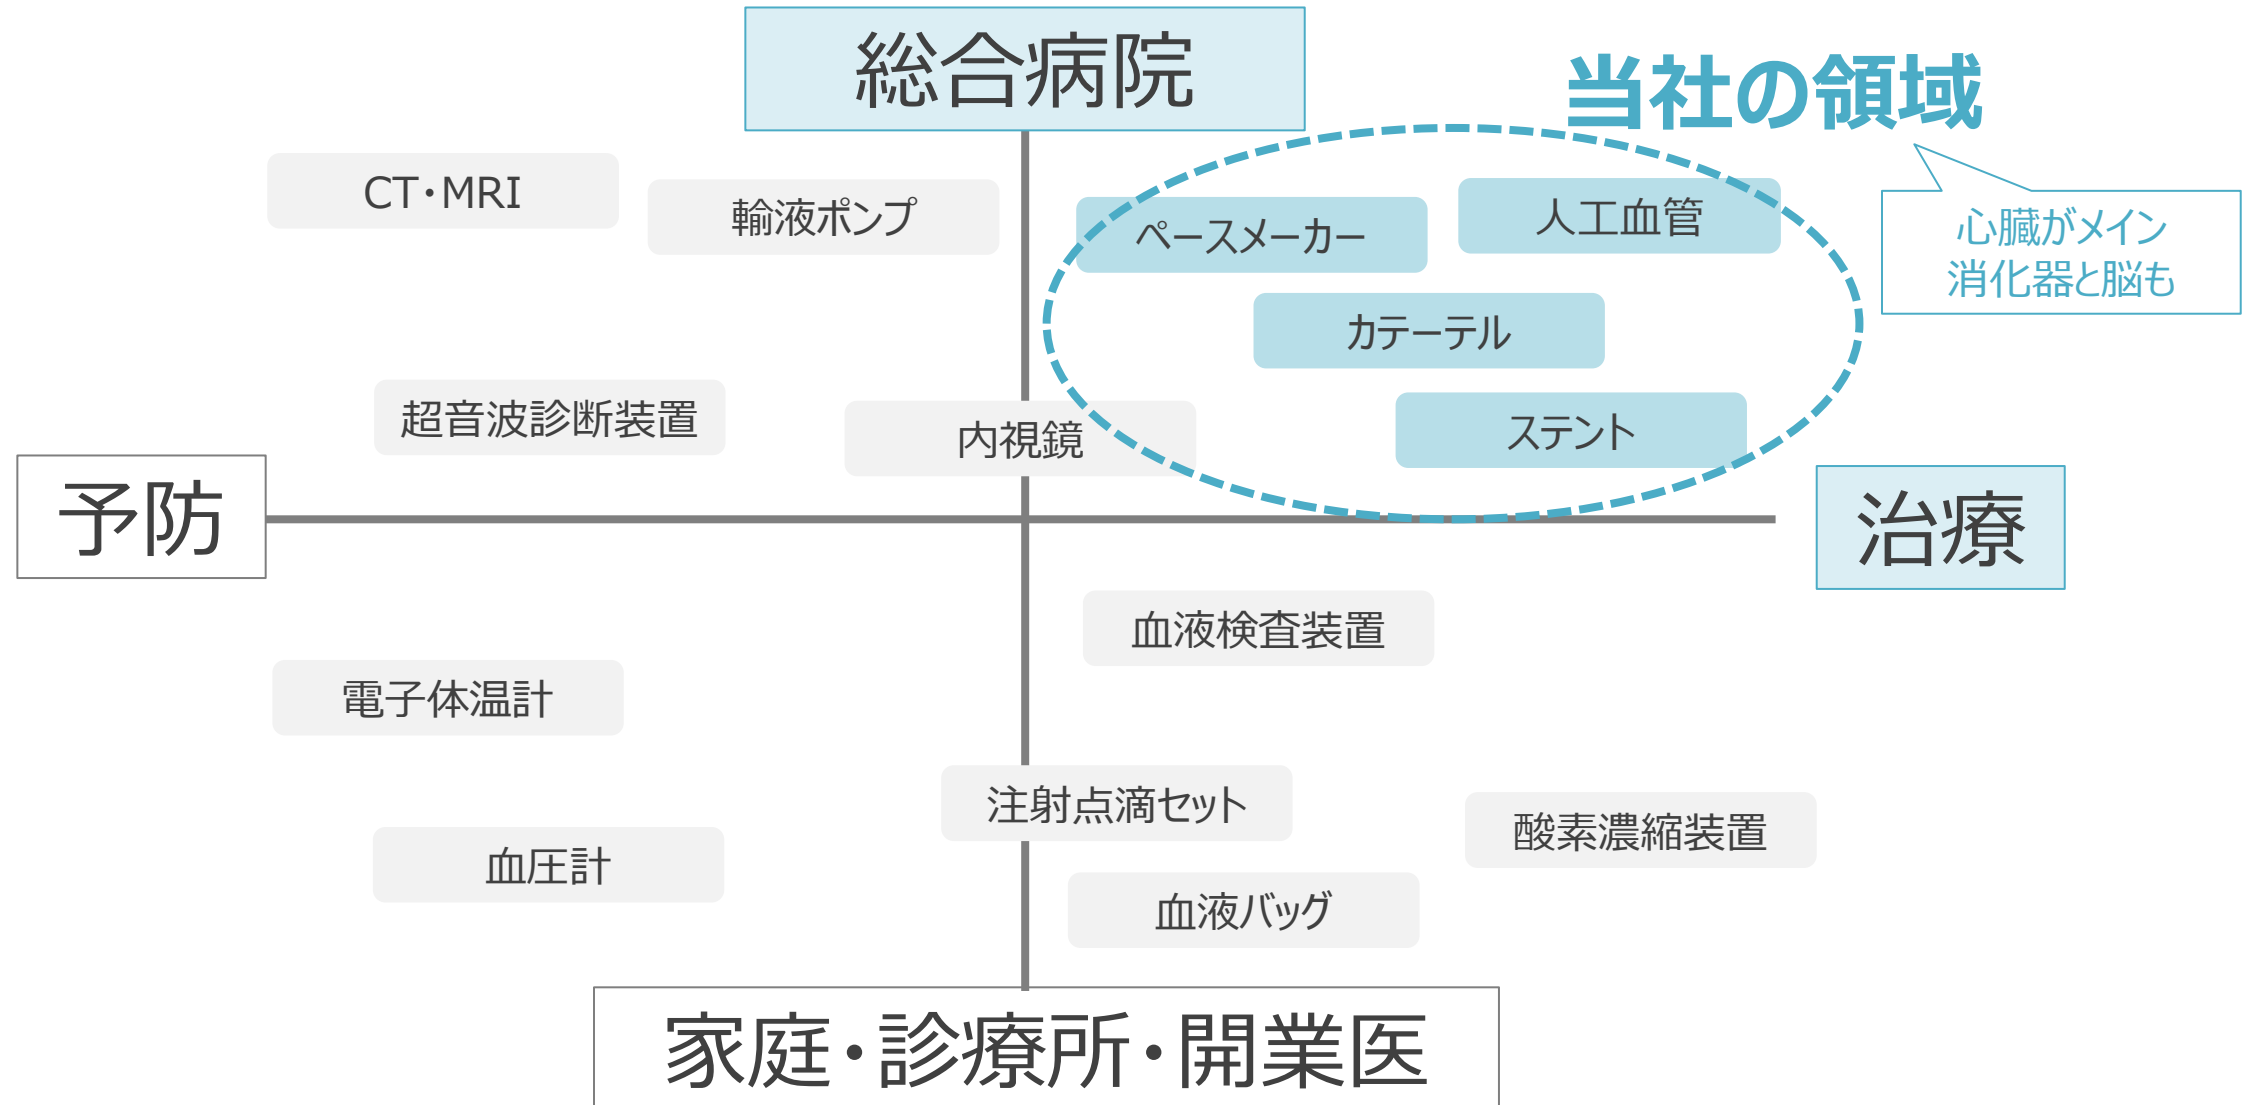 総合病院
当社の領域
CT・MRI
輸液ポンプ
ペースメーカー
人工血管
心臓がメイン
消化器と脳も
カテーテル
超音波診断装置
内視鏡
ステント
予防
治療
血液検査装置
電子体温計
注射点滴セット
酸素濃縮装置
血圧計
血液バッグ
家庭・診療所・開業医